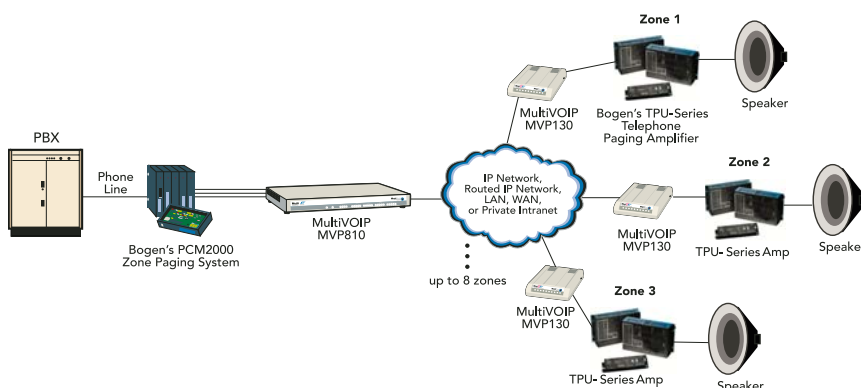 PBX
Phone
Line
Bogen's PCM2000
Zone Paging System
MultiVOIP
MVP810
IP Network,
Routed IP Network,
LAN, WAN,
or Private Intranet
up to 8 zones
Zone 1
MultiVOIP
MVP130
Bogen's TPU-Series
Telephone
Paging Amplifier
Speaker
Zone 2
MultiVOIP
MVP130
TPU- Series Amp
Speake
Zone 3
MultiVOIP
MVP130
TPU- Series Amp
Speaker